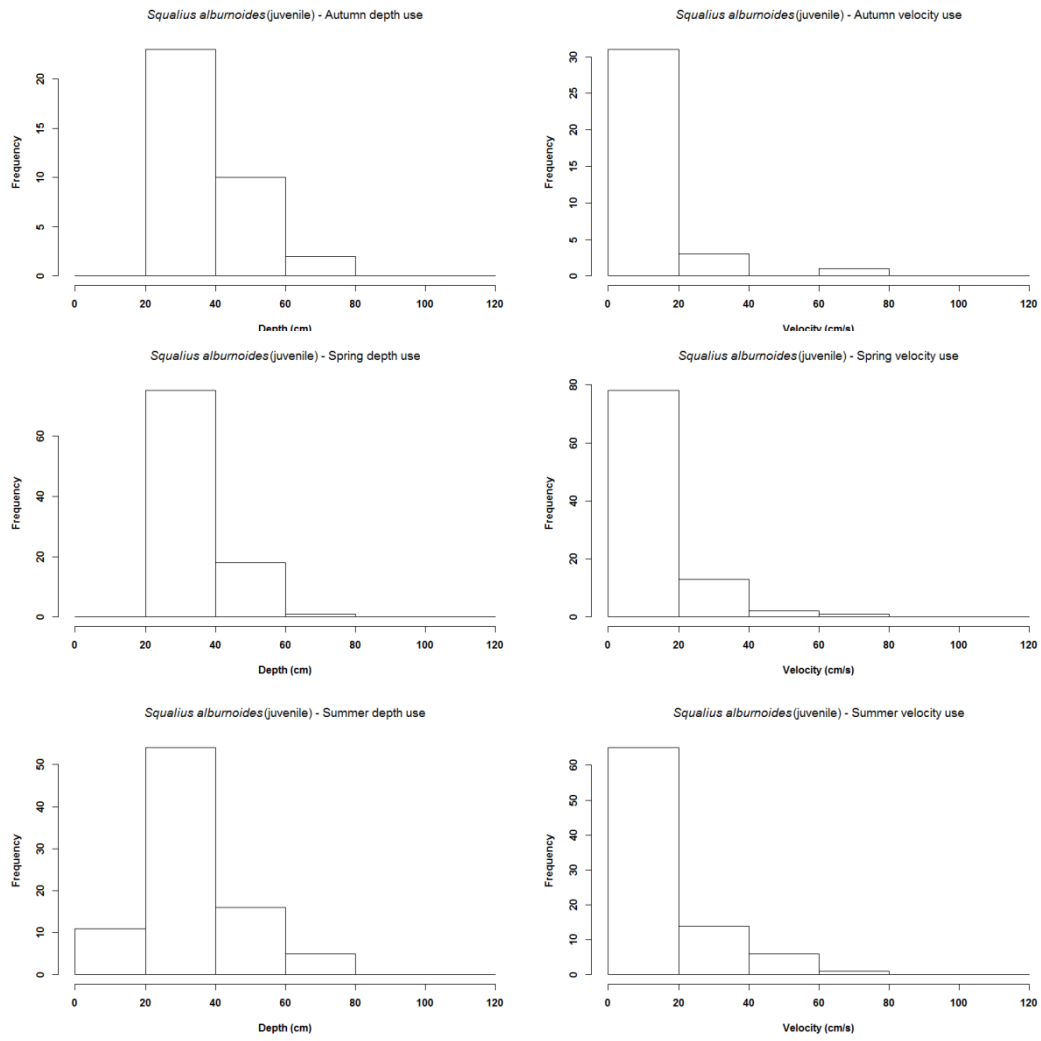 Squalius alburnoides(juvenile) - Autumn depth use
Frequency
20
15
10
5
0
0 20 40 60 80 100 120
Depth (cm)
Squalius alburnoides(juvenile) - Autumn velocity use
Frequency
30
25
20
15
10
5
0
0 20 40 60 80 100 120
Velocity (cm/s)
Squalius alburnoides(juvenile) - Spring depth use
Frequency
60
40
20
0
0 20 40 60 80 100 120
Depth (cm)
Squalius alburnoides(juvenile) - Spring velocity use
Frequency
80
60
40
20
0
0 20 40 60 80 100 120
Velocity (cm/s)
Squalius alburnoides(juvenile) - Summer depth use
Frequency
50
40
30
20
10
0
0 20 40 60 80 100 120
Depth (cm)
Squalius alburnoides(juvenile) - Summer velocity use
Frequency
60
50
40
30
20
10
0
0 20 40 60 80 100 120
Velocity (cm/s)